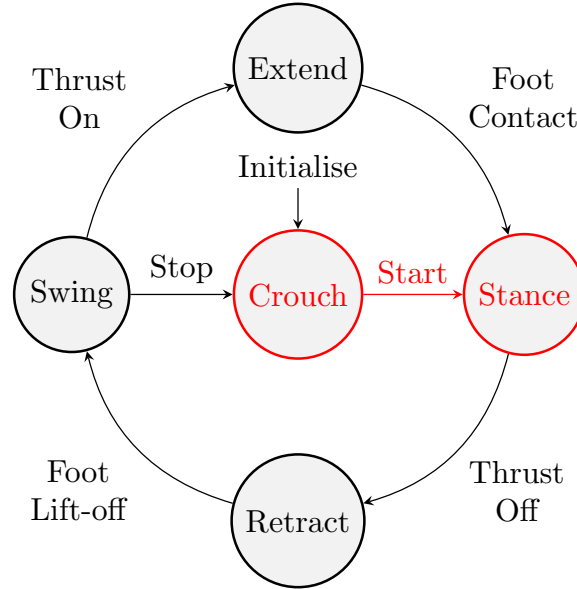 Extend
Thrust
On
Foot
Contact
Initialise
Swing
Stop
Crouch
Start
Stance
Foot
Lift-off
Retract
Thrust
Off